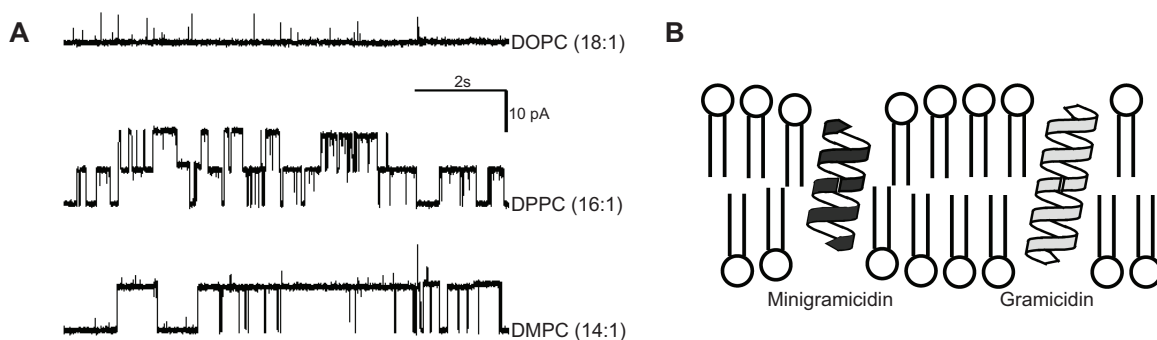 A
DOPC (18:1)
2s
10 pA
DPPC (16:1)
DMPC (14:1)
B
Minigramicidin
Gramicidin